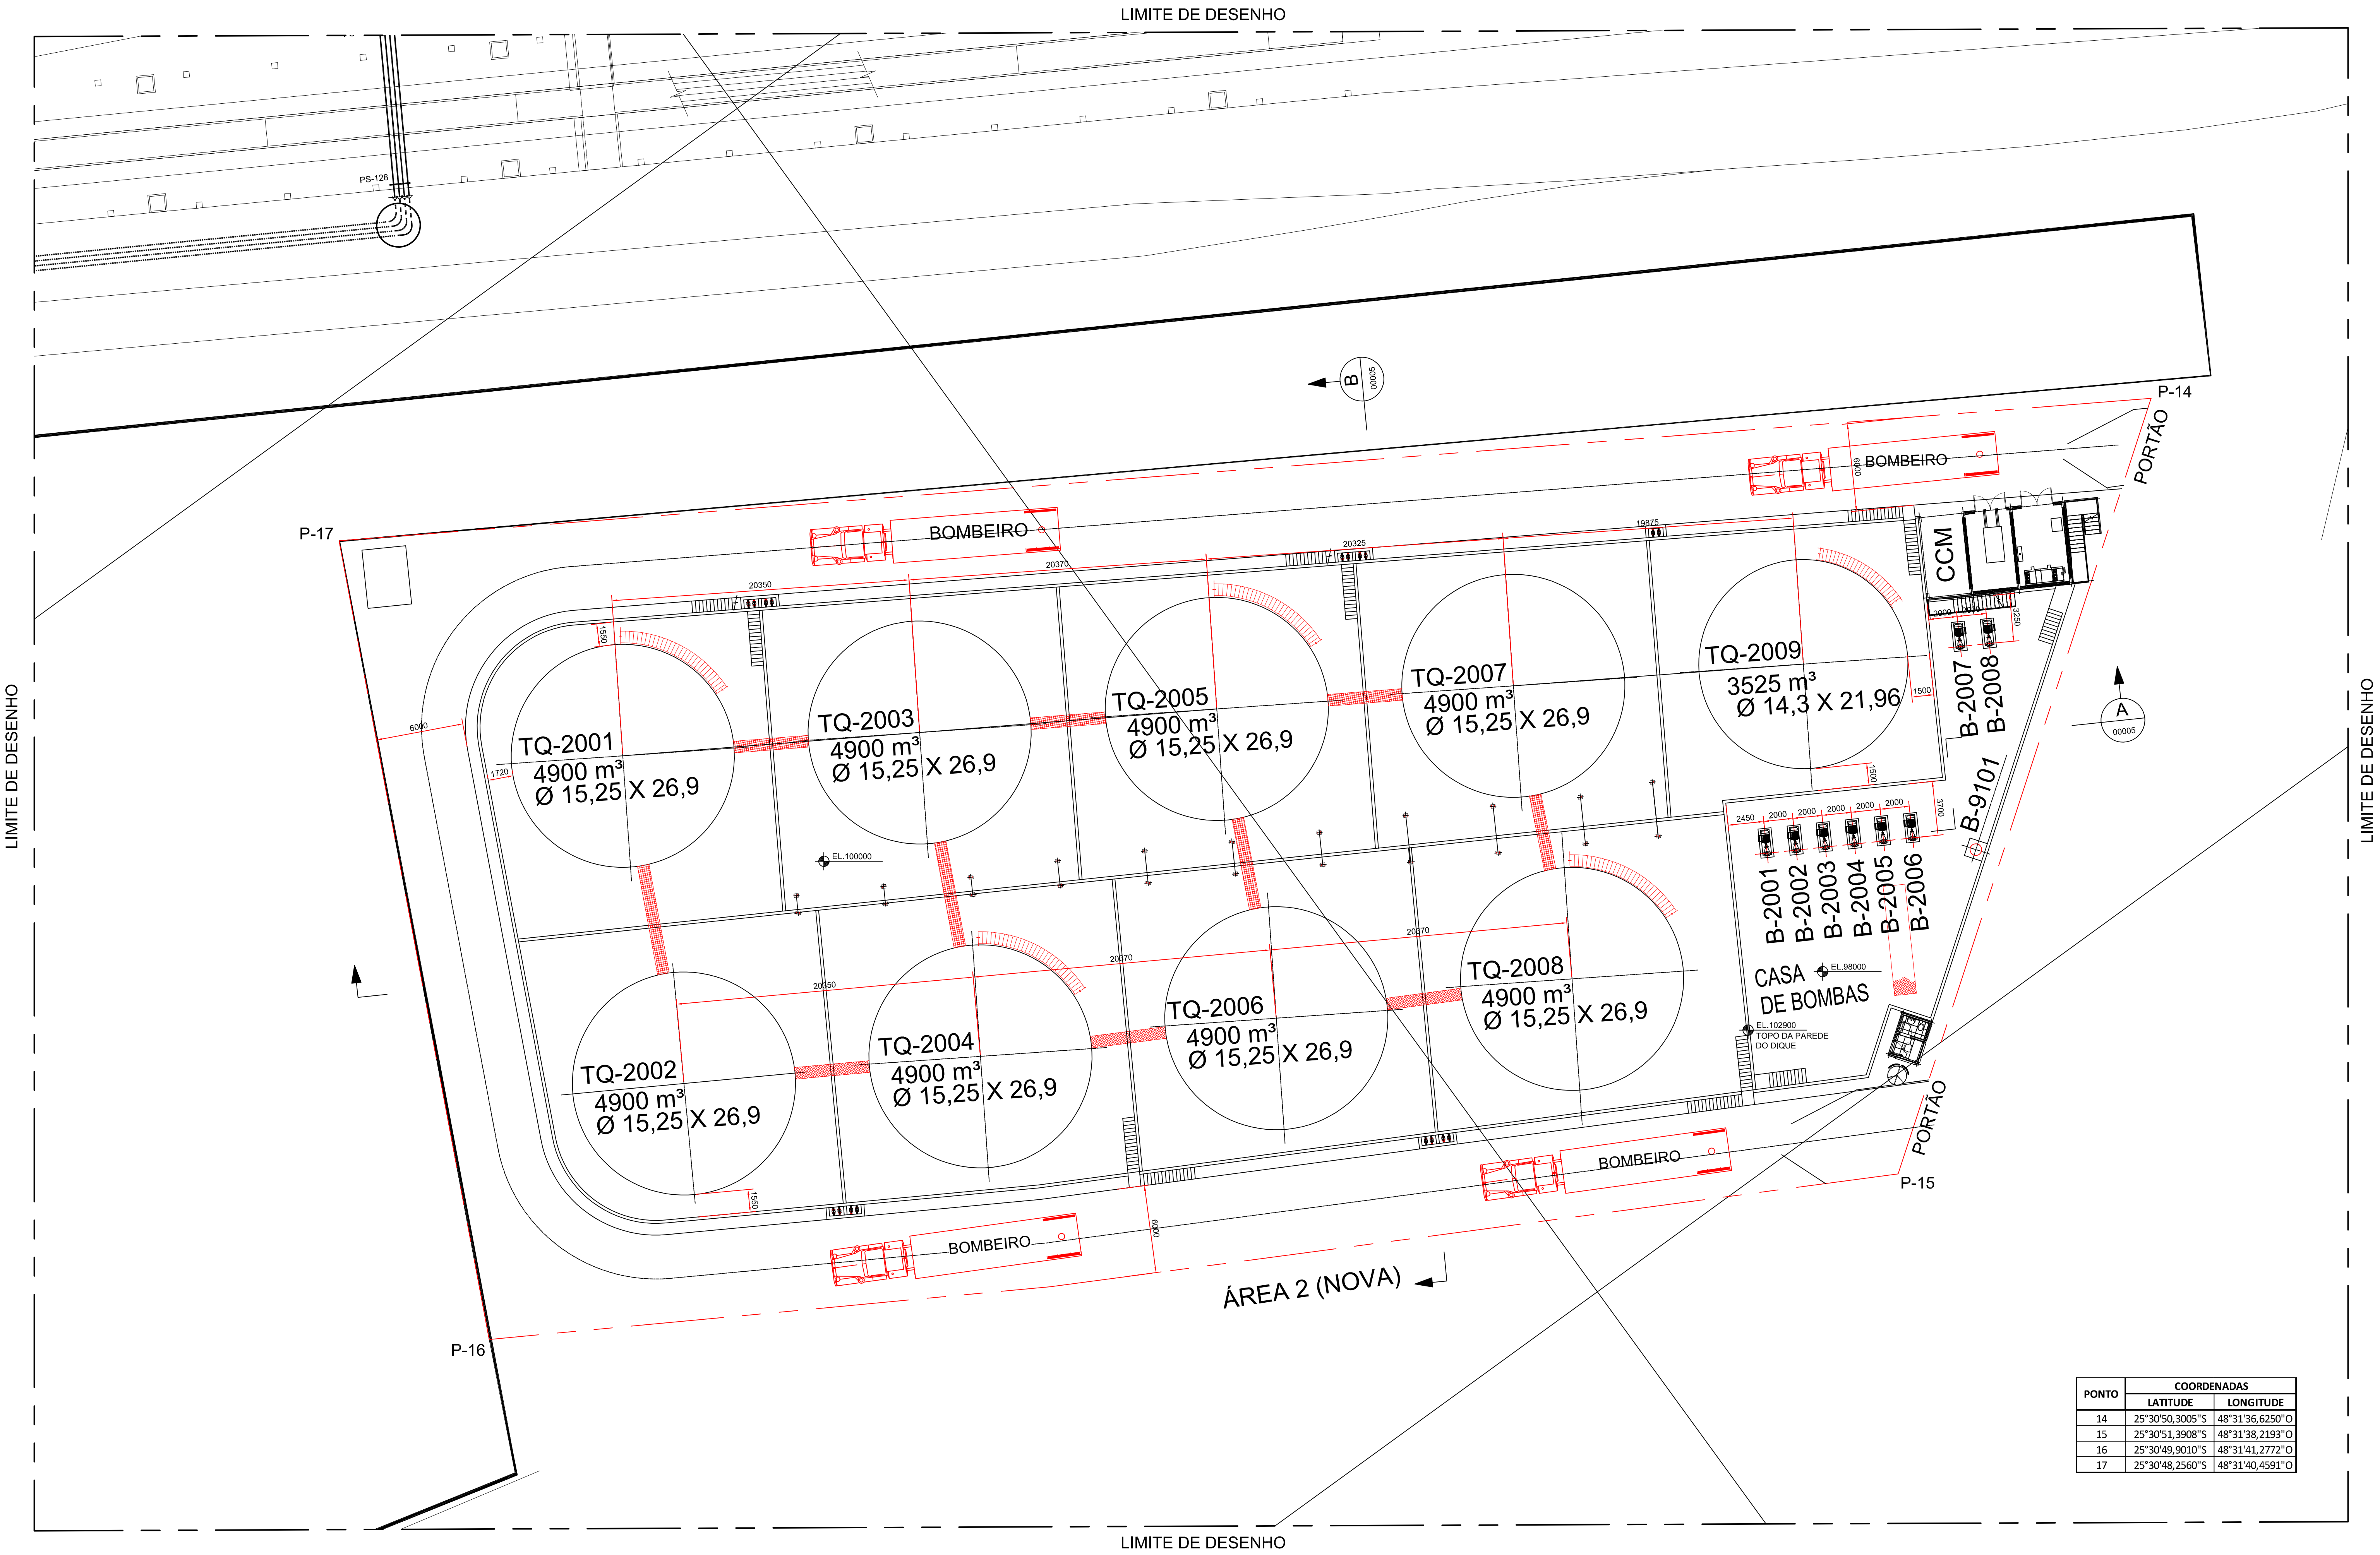 LIMITE DE DESENHO
PS-128
B
00005
P-14
PORTÃO
BOMBEIRO
6000
P-17
BOMBEIRO
20350
20370
20325
19875
CCM
2000
2000
3250
B-2007
B-2008
1550
6000
1720
TQ-2001
4900 m³
Ø 15,25 X 26,9
TQ-2003
4900 m³
Ø 15,25 X 26,9
TQ-2005
4900 m³
Ø 15,25 X 26,9
TQ-2007
4900 m³
Ø 15,25 X 26,9
TQ-2009
3525 m³
Ø 14,3 X 21,96
1500
1500
A
00005
LIMITE DE DESENHO
LIMITE DE DESENHO
EL.100000
B-9101
3700
2450
2000
2000
2000
2000
2000
B-2001
B-2002
B-2003
B-2004
B-2005
B-2006
CASA
DE BOMBAS
EL.98000
EL.102900
TOPO DA PAREDE
DO DIQUE
20350
20370
20370
TQ-2002
4900 m³
Ø 15,25 X 26,9
TQ-2004
4900 m³
Ø 15,25 X 26,9
TQ-2006
4900 m³
Ø 15,25 X 26,9
TQ-2008
4900 m³
Ø 15,25 X 26,9
1550
6000
BOMBEIRO
BOMBEIRO
PORTÃO
P-15
ÁREA 2 (NOVA)
P-16
PONTO COORDENADAS
LATITUDE LONGITUDE
14 25°30'50,3005"S 48°31'36,6250"O
15 25°30'51,3908"S 48°31'38,2193"O
16 25°30'49,9010"S 48°31'41,2772"O
17 25°30'48,2560"S 48°31'40,4591"O
LIMITE DE DESENHO